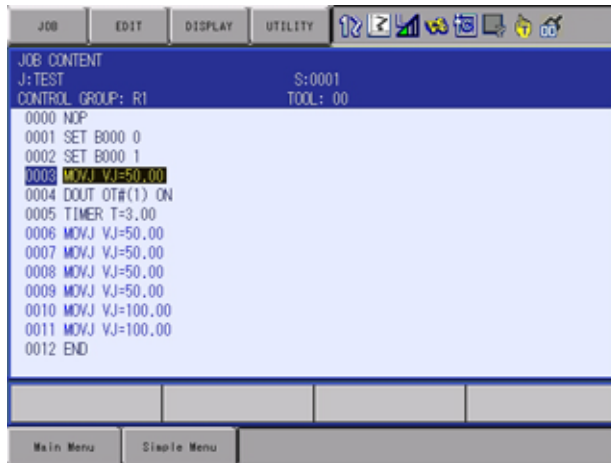 JOB EDIT DISPLAY UTILITY
JOB CONTENT
J:TEST S:0001
CONTROL GROUP: R1 TOOL: 00
0000 NOP
0001 SET B000 0
0002 SET B000 1
0003 MOVJ VJ=50.00
0004 DOUT OT#(1) ON
0005 TIMER T=3.00
0006 MOVJ VJ=50.00
0007 MOVJ VJ=50.00
0008 MOVJ VJ=50.00
0009 MOVJ VJ=50.00
0010 MOVJ VJ=100.00
0011 MOVJ VJ=100.00
0012 END
Main Menu Simple Menu